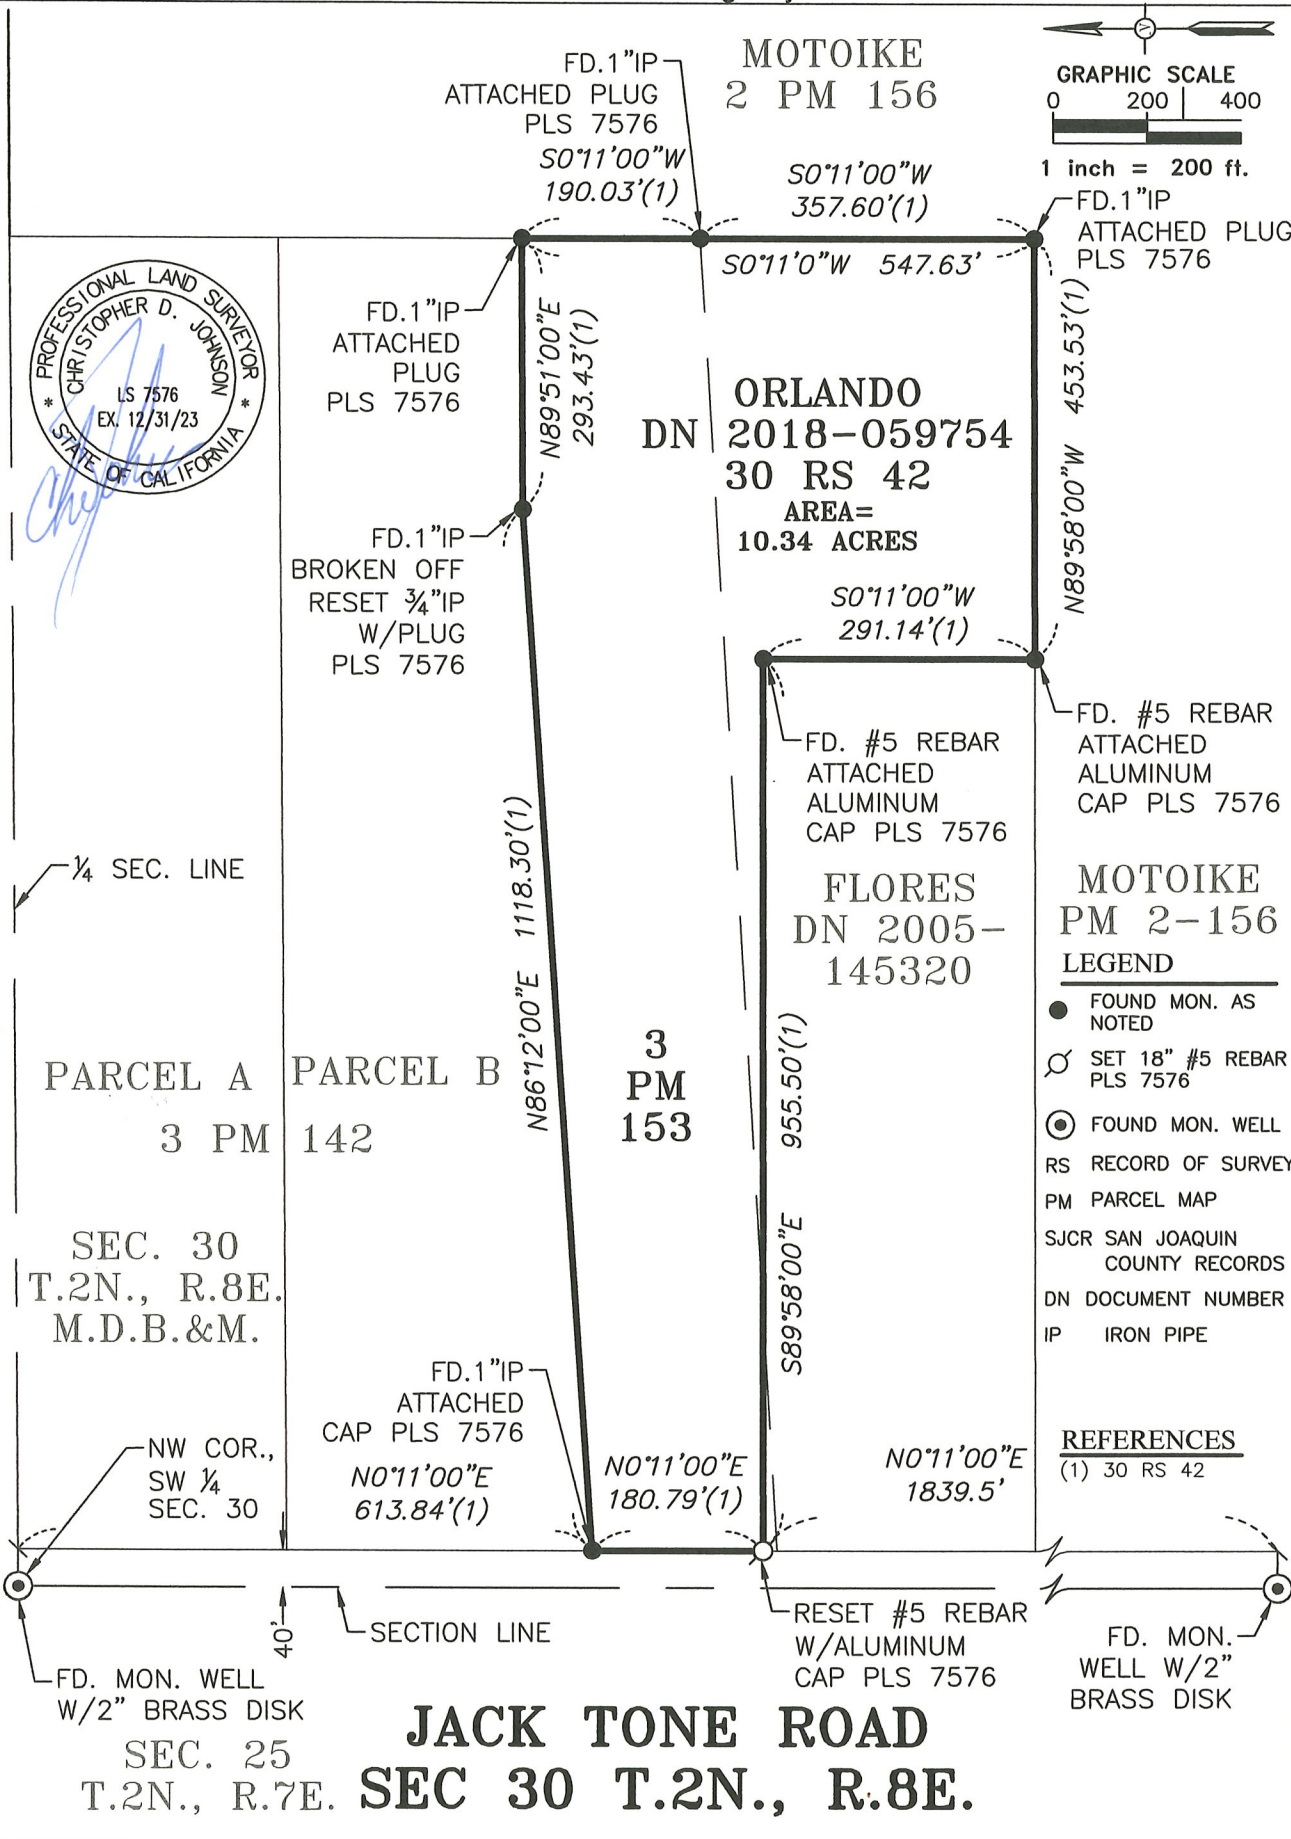 MOTOIKE
2 PM 156
GRAPHIC SCALE
0 200 400
1 inch = 200 ft.
FD.1"IP
ATTACHED PLUG
PLS 7576
S0°11'00"W
190.03'(1)
S0°11'00"W
357.60'(1)
FD.1"IP
ATTACHED PLUG
PLS 7576
S0°11'0"W 547.63'
PROFESSIONAL LAND SURVEYOR
CHRISTOPHER D. JOHNSON
LS 7576
EX. 12/31/23
* STATE OF CALIFORNIA *
FD.1"IP
ATTACHED
PLUG
PLS 7576
N89°51'00"E
293.43'(1)
ORLANDO
DN 2018-059754
30 RS 42
AREA=
10.34 ACRES
N89°58'00"W 453.53'(1)
FD.1"IP
BROKEN OFF
RESET ¾"IP
W/PLUG
PLS 7576
S0°11'00"W
291.14'(1)
FD. #5 REBAR
ATTACHED
ALUMINUM
CAP PLS 7576
FD. #5 REBAR
ATTACHED
ALUMINUM
CAP PLS 7576
¼ SEC. LINE
N86°12'00"E 1118.30'(1)
FLORES
DN 2005-
145320
MOTOIKE
PM 2-156
LEGEND
FOUND MON. AS
NOTED
SET 18" #5 REBAR
PLS 7576
FOUND MON. WELL
RS RECORD OF SURVEY
PM PARCEL MAP
SJCR SAN JOAQUIN
COUNTY RECORDS
DN DOCUMENT NUMBER
IP IRON PIPE
PARCEL A
PARCEL B
3 PM 142
3
PM
153
S89°58'00"E 955.50'(1)
SEC. 30
T.2N., R.8E.
M.D.B.&M.
FD.1"IP
ATTACHED
CAP PLS 7576
NW COR.,
SW ¼
SEC. 30
N0°11'00"E
613.84'(1)
N0°11'00"E
180.79'(1)
N0°11'00"E
1839.5'
REFERENCES
(1) 30 RS 42
40'
SECTION LINE
RESET #5 REBAR
W/ALUMINUM
CAP PLS 7576
FD. MON. WELL
W/2" BRASS DISK
FD. MON.
WELL W/2"
BRASS DISK
SEC. 25
T.2N., R.7E.
JACK TONE ROAD
SEC 30 T.2N., R.8E.